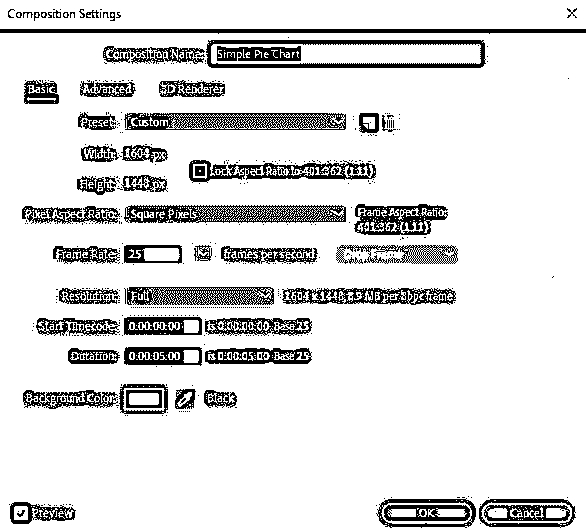 Composition Settings
Composition Name: Simple Pie Chart
Basic Advanced 3D Renderer
Preset: Custom
Width: 1604 px
Lock Aspect Ratio to 401:362 (1.11)
Height: 1448 px
Pixel Aspect Ratio: Square Pixels
Frame Aspect Ratio:
401:362 (1.11)
Frame Rate: 25 frames per second Drop Frame
Resolution: Full 1604 x 1448, 8.9 MB per 8bpc frame
Start Timecode: 0:00:00:00 is 0:00:00:00 Base 25
Duration: 0:00:05:00 is 0:00:05:00 Base 25
Background Color: Black
Preview OK Cancel